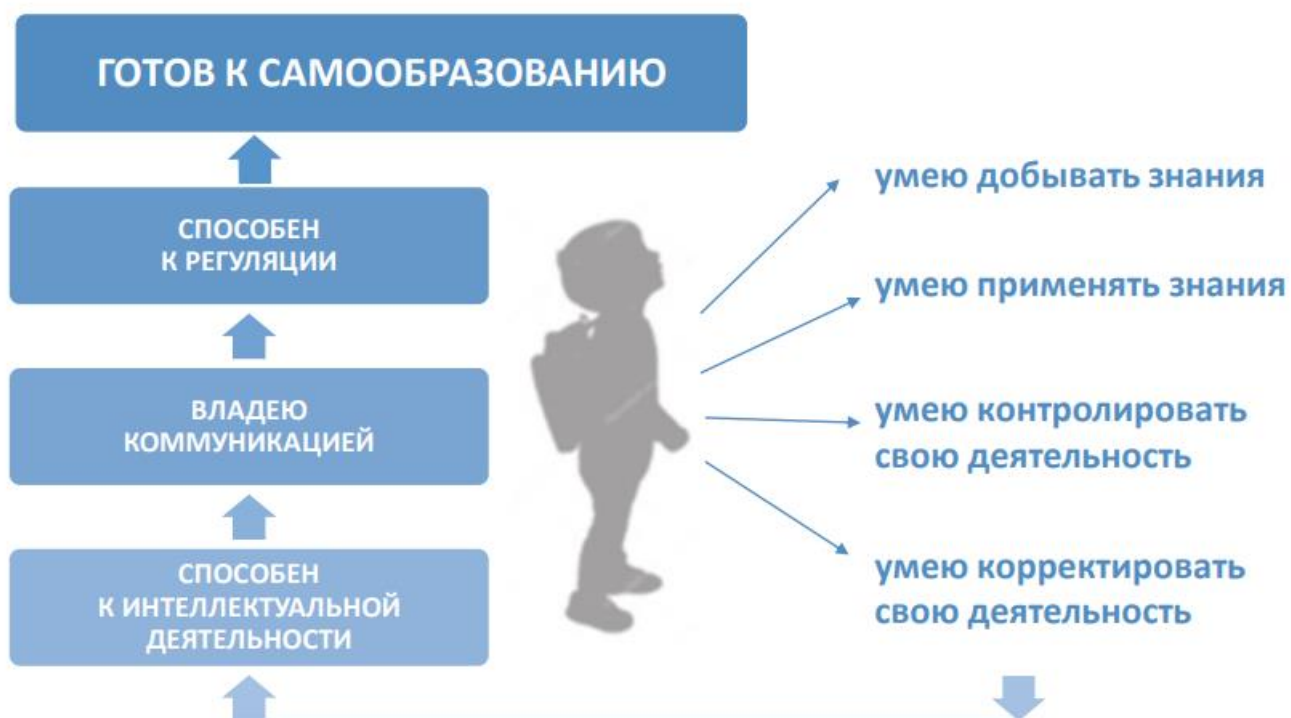 ГОТОВ К САМООБРАЗОВАНИЮ
СПОСОБЕН
К РЕГУЛЯЦИИ
ВЛАДЕЮ
КОММУНИКАЦИЕЙ
СПОСОБЕН
К ИНТЕЛЛЕКТУАЛЬНОЙ
ДЕЯТЕЛЬНОСТИ
умею добывать знания
умею применять знания
умею контролировать
свою деятельность
умею корректировать
свою деятельность